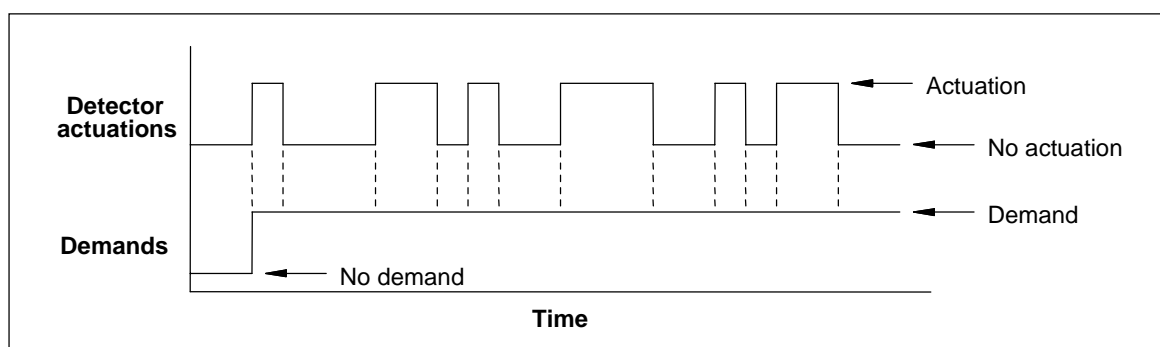 Detector
actuations
Actuation
No actuation
Demands
Demand
No demand
Time